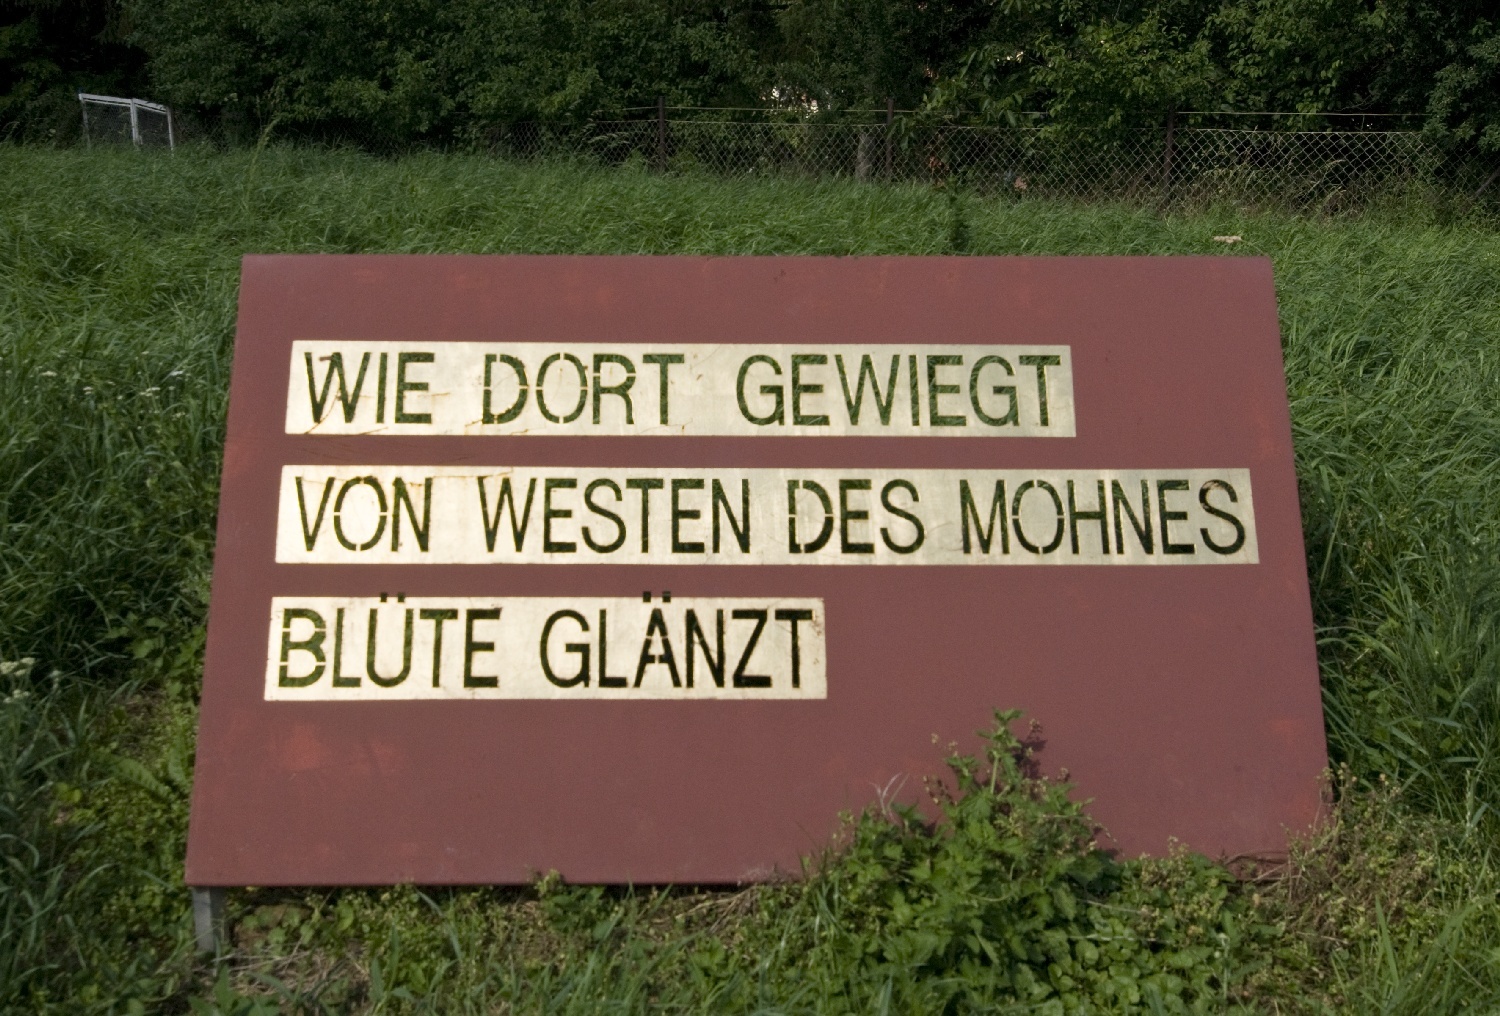 WIE DORT GEWIEGT
VON WESTEN DES MOHNES
BLÜTE GLÄNZT